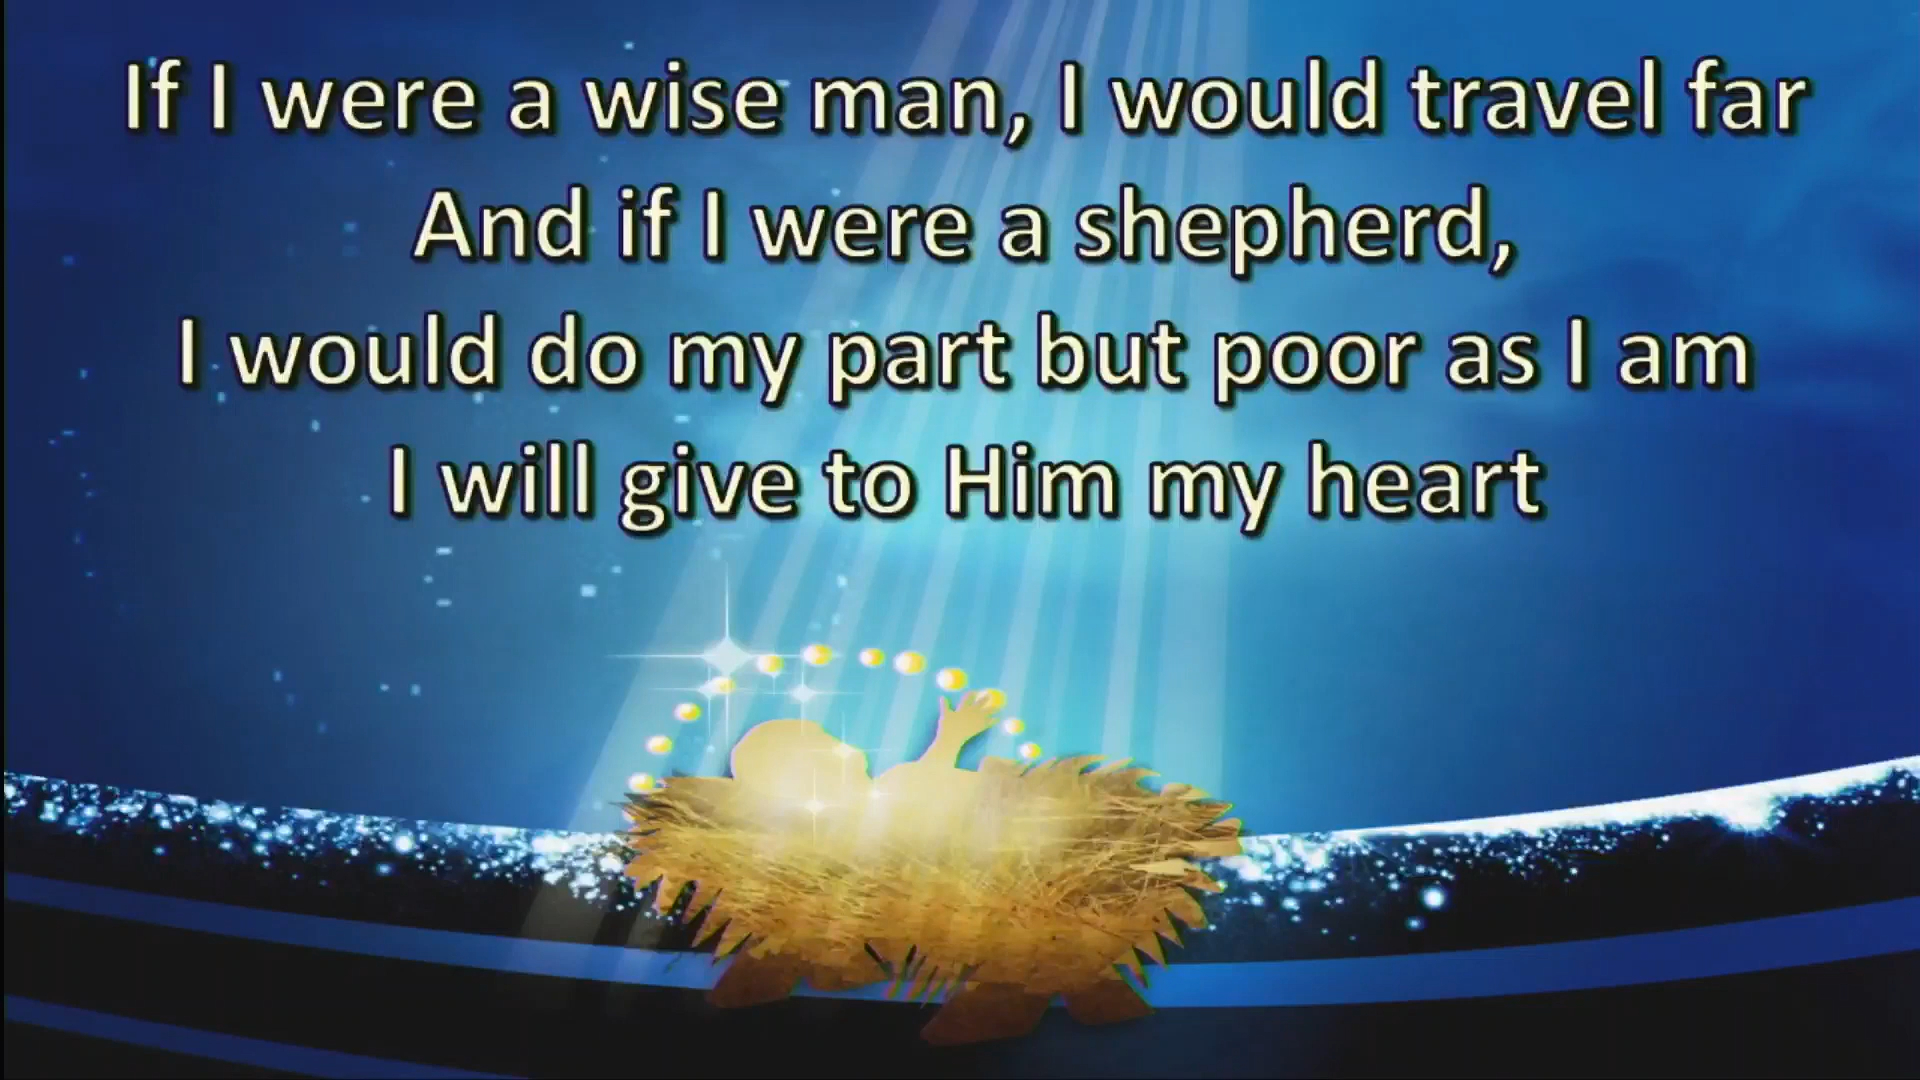 If I were a wise man, I would travel far
And if I were a shepherd,
I would do my part but poor as I am
I will give to Him my heart